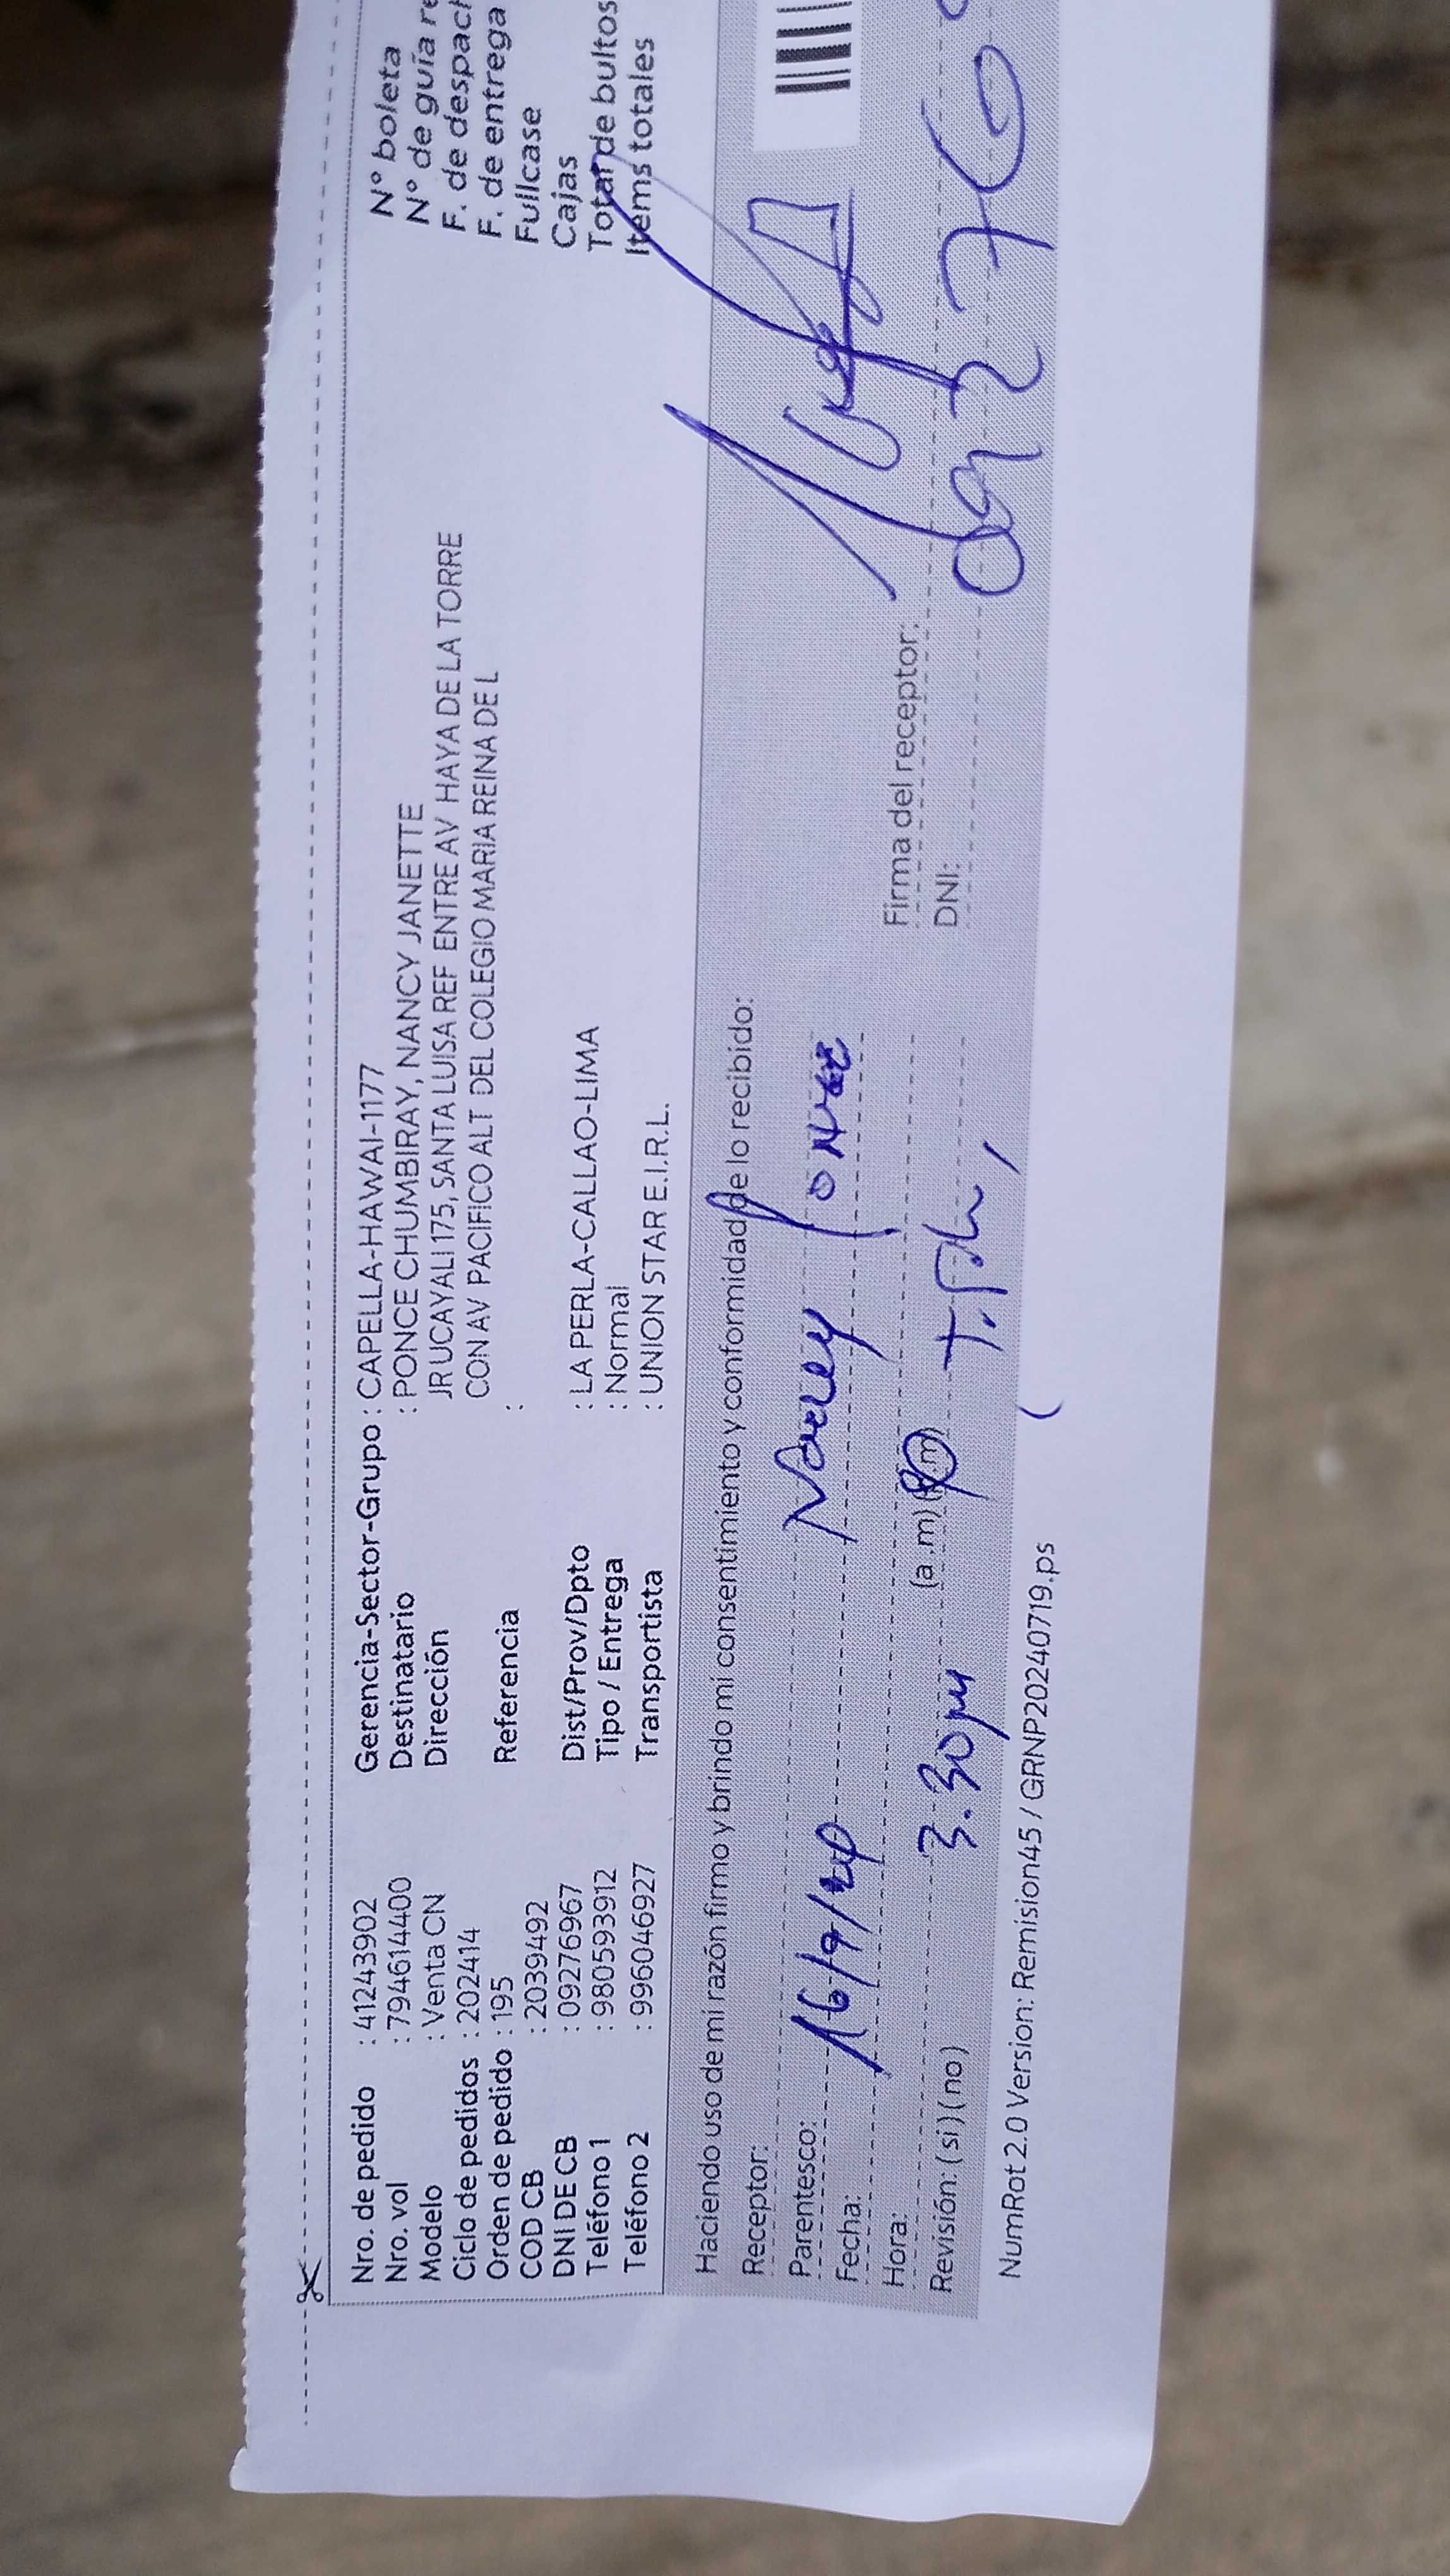 Nro. de pedido : 41243902 Gerencia-Sector-Grupo : CAPELLA-HAWAI-1177 N° boleta
Nro. vol : 794614400 Destinatario : PONCE CHUMBIRAY, NANCY JANETTE N° de guía re
Modelo : Venta CN Dirección JR UCAYALI 175, SANTA LUISA REF ENTRE AV HAYA DE LA TORRE F. de despach
Ciclo de pedidos : 202414 CON AV PACIFICO ALT DEL COLEGIO MARIA REINA DE L F. de entrega
Orden de pedido : 195 Referencia : Fullcase
COD CB : 2039492 Cajas
DNI DE CB : 09276967 Dist/Prov/Dpto : LA PERLA-CALLAO-LIMA Total de bultos
Teléfono 1 : 980593912 Tipo / Entrega : Normal Items totales
Teléfono 2 : 996046927 Transportista : UNION STAR E.I.R.L.
Haciendo uso de mi razón firmo y brindo mi consentimiento y conformidad de lo recibido:
Receptor: Nancy Ponce
Parentesco:
Fecha: 16/9/24 Firma del receptor:
Hora: 3.30pm (a.m) (p.m) DNI:
Revisión: ( si ) ( no )
NumRot 2.0 Version: Remision45 / GRNP20240719.ps